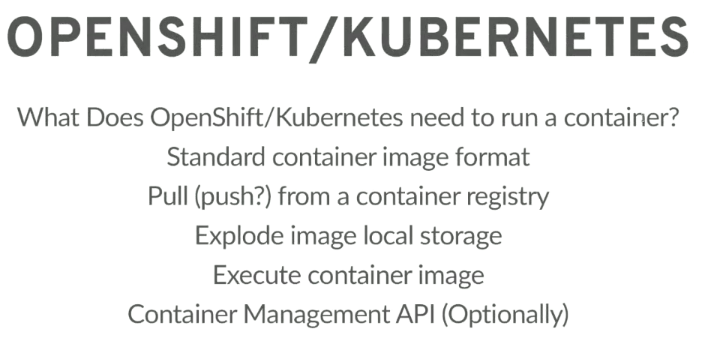 OPENSHIFT/KUBERNETES
What Does OpenShift/Kubernetes need to run a container?
Standard container image format
Pull (push?) from a container registry
Explode image local storage
Execute container image
Container Management API (Optionally)